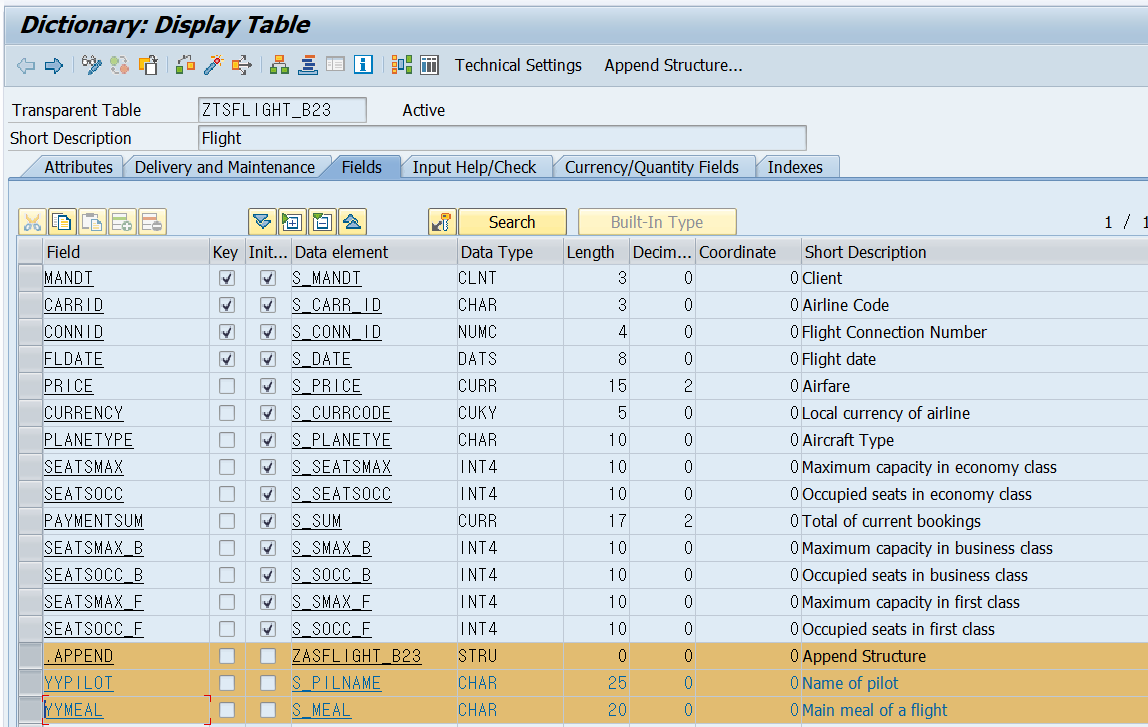 Dictionary: Display Table
Technical Settings Append Structure...
Transparent Table ZTSFLIGHT_B23 Active
Short Description Flight
Attributes Delivery and Maintenance Fields Input Help/Check Currency/Quantity Fields Indexes
Search Built-In Type 1 / 1
Field Key Init... Data element Data Type Length Decim... Coordinate Short Description
MANDT S_MANDT CLNT 3 0 0 Client
CARRID S_CARR_ID CHAR 3 0 0 Airline Code
CONNID S_CONN_ID NUMC 4 0 0 Flight Connection Number
FLDATE S_DATE DATS 8 0 0 Flight date
PRICE S_PRICE CURR 15 2 0 Airfare
CURRENCY S_CURRCODE CUKY 5 0 0 Local currency of airline
PLANETYPE S_PLANETYE CHAR 10 0 0 Aircraft Type
SEATSMAX S_SEATSMAX INT4 10 0 0 Maximum capacity in economy class
SEATSOCC S_SEATSOCC INT4 10 0 0 Occupied seats in economy class
PAYMENTSUM S_SUM CURR 17 2 0 Total of current bookings
SEATSMAX_B S_SMAX_B INT4 10 0 0 Maximum capacity in business class
SEATSOCC_B S_SOCC_B INT4 10 0 0 Occupied seats in business class
SEATSMAX_F S_SMAX_F INT4 10 0 0 Maximum capacity in first class
SEATSOCC_F S_SOCC_F INT4 10 0 0 Occupied seats in first class
.APPEND ZASFLIGHT_B23 STRU 0 0 0 Append Structure
YYPILOT S_PILNAME CHAR 25 0 0 Name of pilot
YYMEAL S_MEAL CHAR 20 0 0 Main meal of a flight